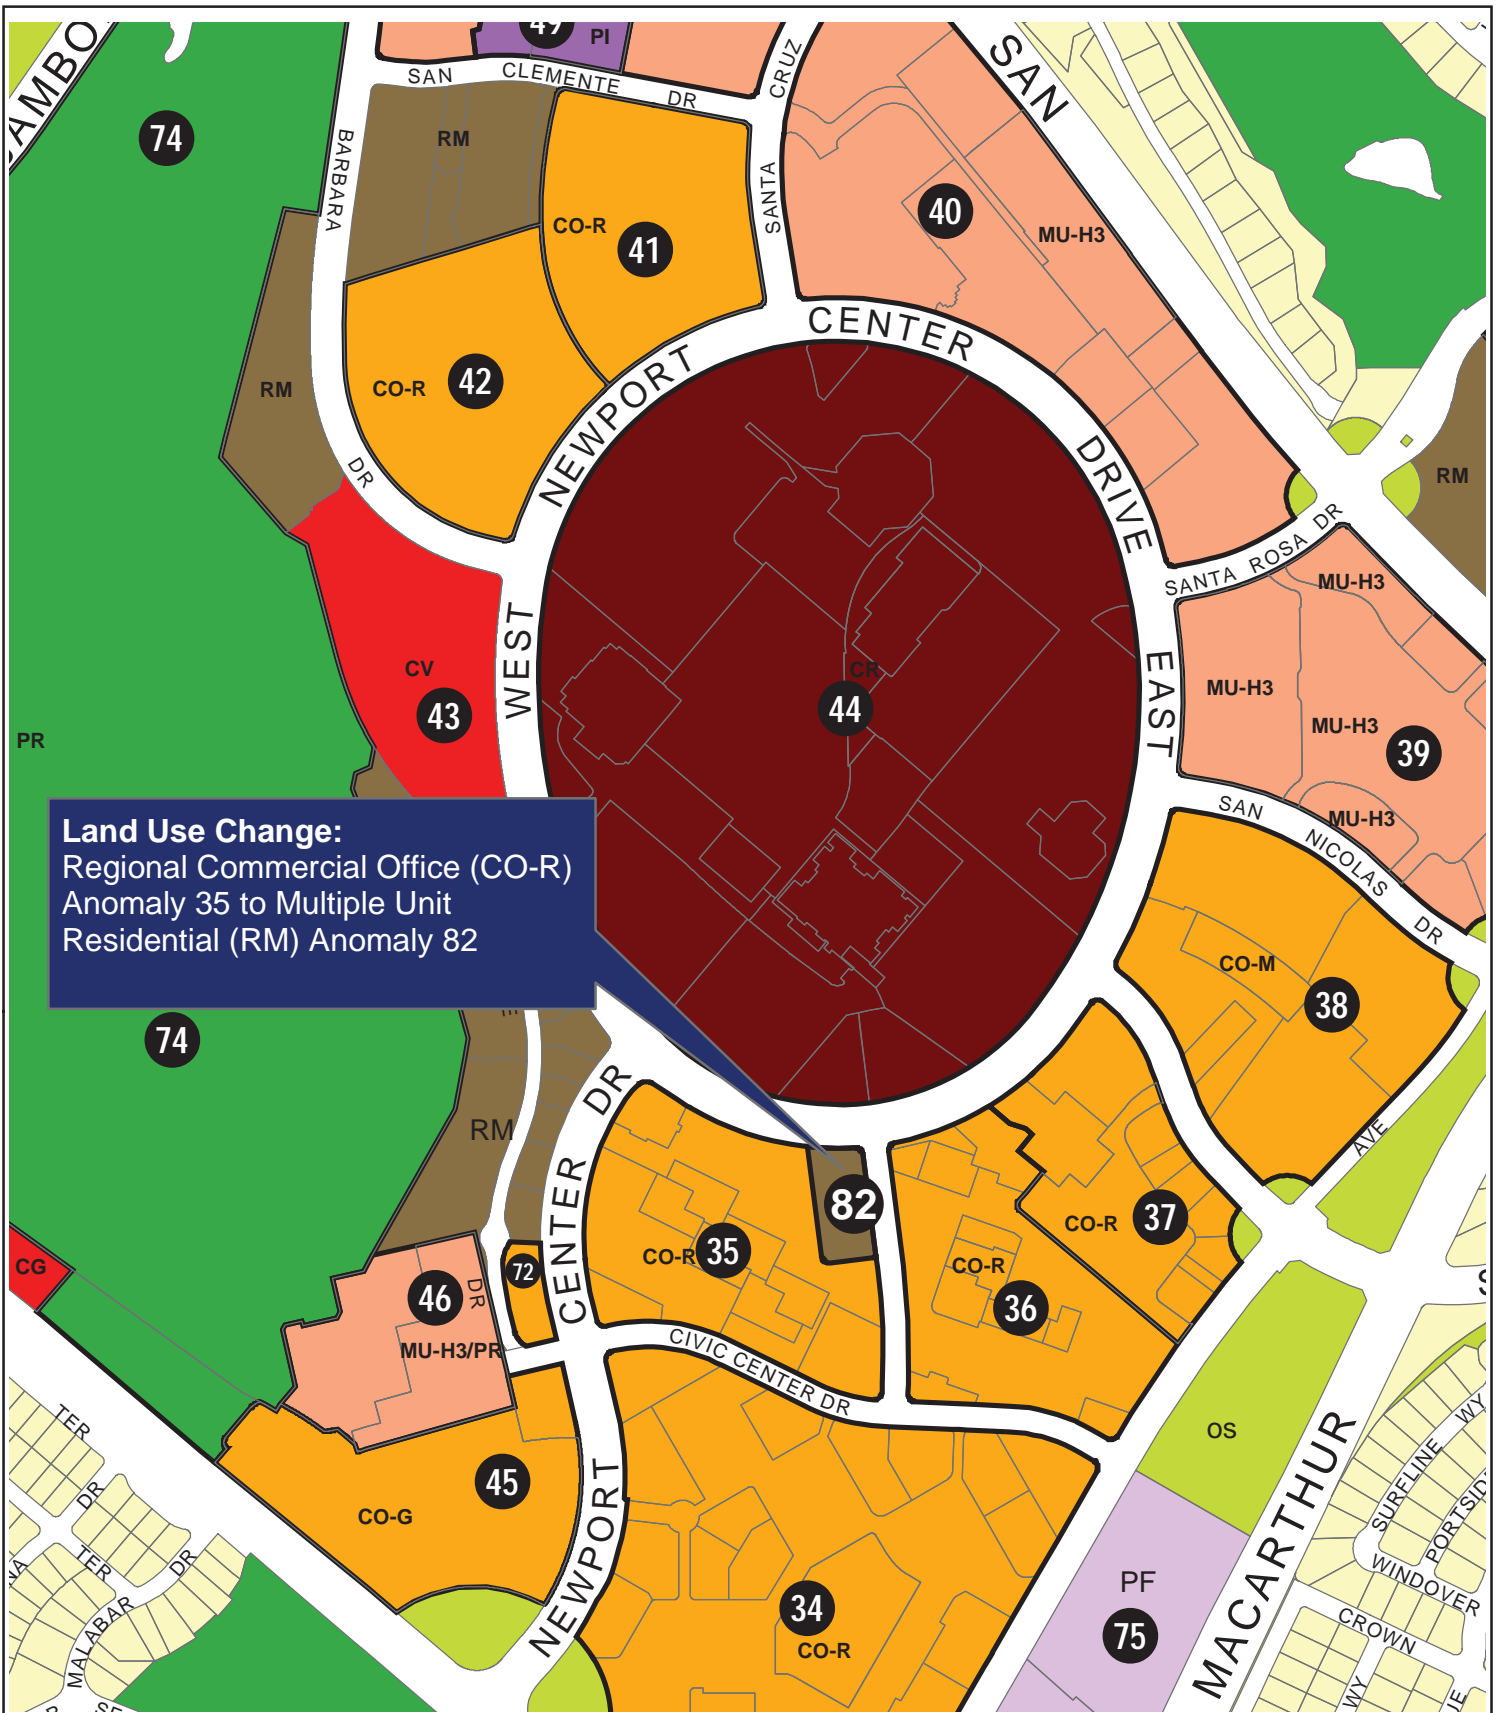 49
PI
SAN CLEMENTE DR
SANTA CRUZ
SAN
74
BARBARA
RM
CO-R
41
40
MU-H3
RM
CO-R
42
DR
NEWPORT CENTER DRIVE
RM
SANTA ROSA DR
MU-H3
CV
43
WEST
CR
44
EAST
MU-H3
MU-H3
39
PR
MU-H3
SAN NICOLAS DR
Land Use Change:
Regional Commercial Office (CO-R)
Anomaly 35 to Multiple Unit
Residential (RM) Anomaly 82
CO-M
38
74
RM
AVE
82
CO-R
35
CO-R
36
CO-R
37
CG
72
46
DR
MU-H3/PR
NEWPORT CENTER DR
CIVIC CENTER DR
OS
MACARTHUR
45
CO-G
34
CO-R
PF
75
TER
DR
TER
DR
MALABAR
SURFLINE
WY
WINDOVER
CROWN
WY